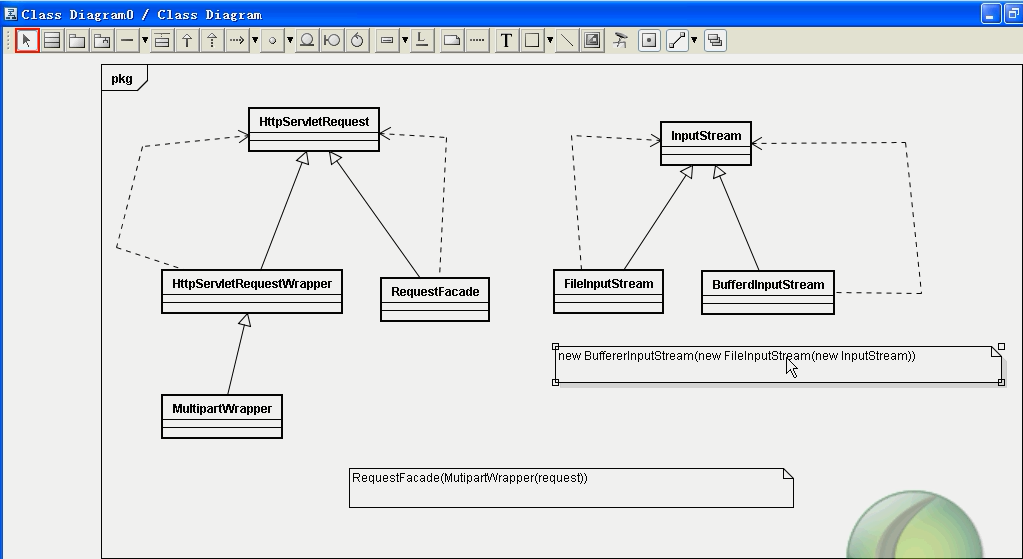 Class Diagram0 / Class Diagram
T
pkg
HttpServletRequest
InputStream
HttpServletRequestWrapper
RequestFacade
FileInputStream
BufferdInputStream
new BuffererInputStream(new FileInputStream(new InputStream))
MultipartWrapper
RequestFacade(MutipartWrapper(request))